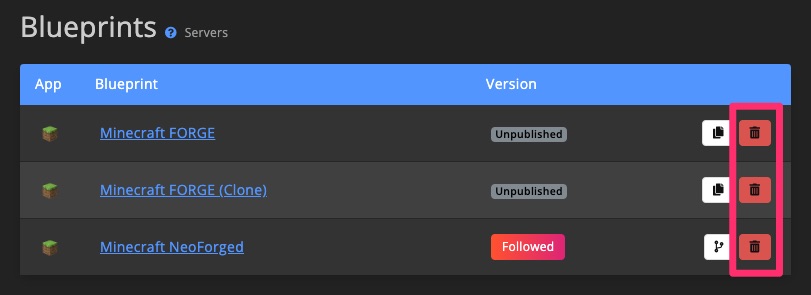 Blueprints ? Servers
App Blueprint Version
Minecraft FORGE Unpublished
Minecraft FORGE (Clone) Unpublished
Minecraft NeoForged Followed